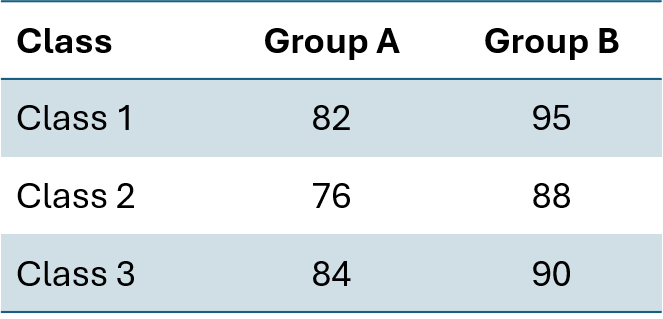 Class Group A Group B
Class 1 82 95
Class 2 76 88
Class 3 84 90